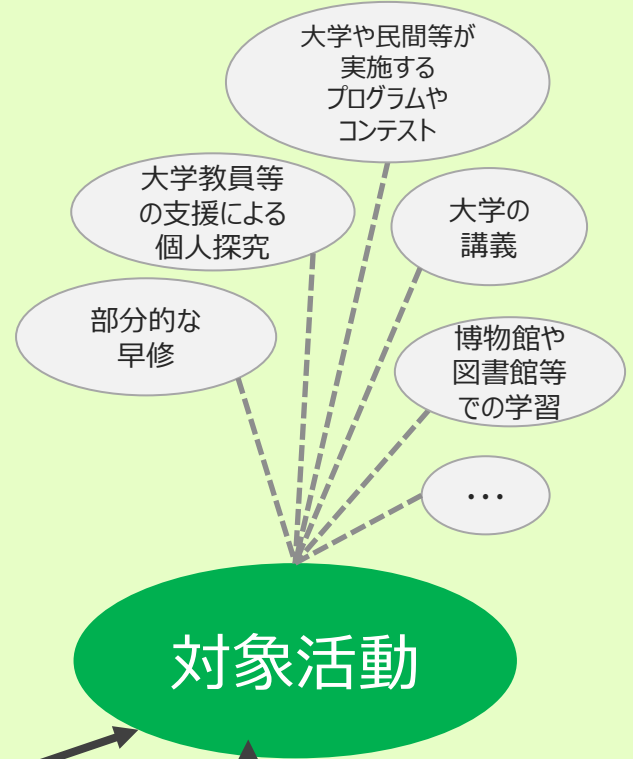 大学や民間等が
実施する
プログラムや
コンテスト
大学教員等
の支援による
個人探究
大学の
講義
部分的な
早修
博物館や
図書館等
での学習
…
対象活動